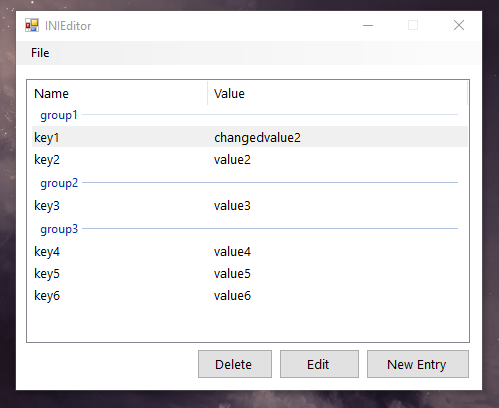 INIEditor
File
Name Value
group1
key1 changedvalue2
key2 value2
group2
key3 value3
group3
key4 value4
key5 value5
key6 value6
Delete Edit New Entry